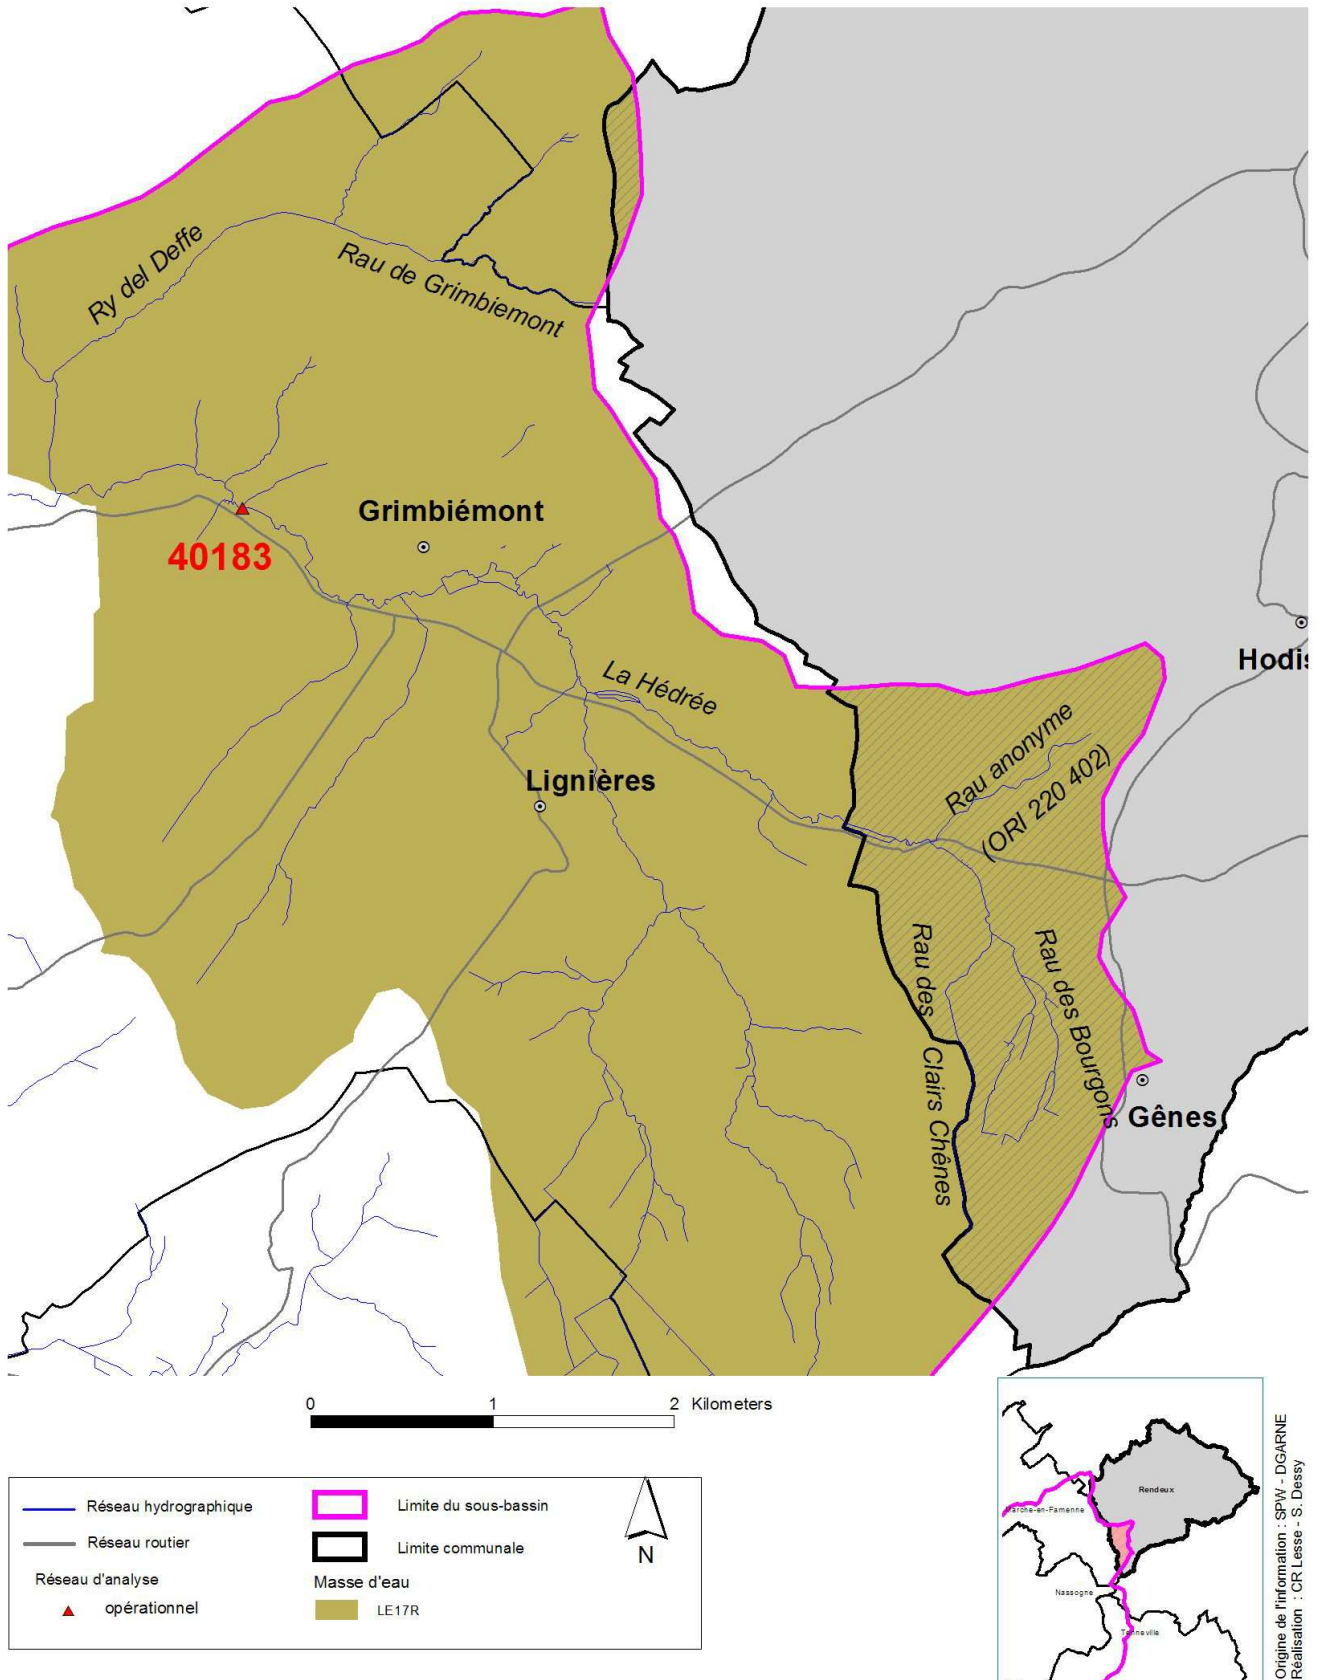 Ry del Deffe
Rau de Grimbiemont
Grimbiémont
40183
La Hédrée
Hodis
Rau anonyme
(ORI 220 402)
Lignières
Rau des Clairs Chênes
Rau des Bourgons
Gênes
0 1 2 Kilometers
Réseau hydrographique
Réseau routier
Réseau d'analyse
opérationnel
Limite du sous-bassin
Limite communale
Masse d'eau
LE17R
N
Rendeux
Marche-en-Famenne
Nassogne
Tenneville
Origine de l'information : SPW - DGARNE
Réalisation : CR Lesse - S. Dessy